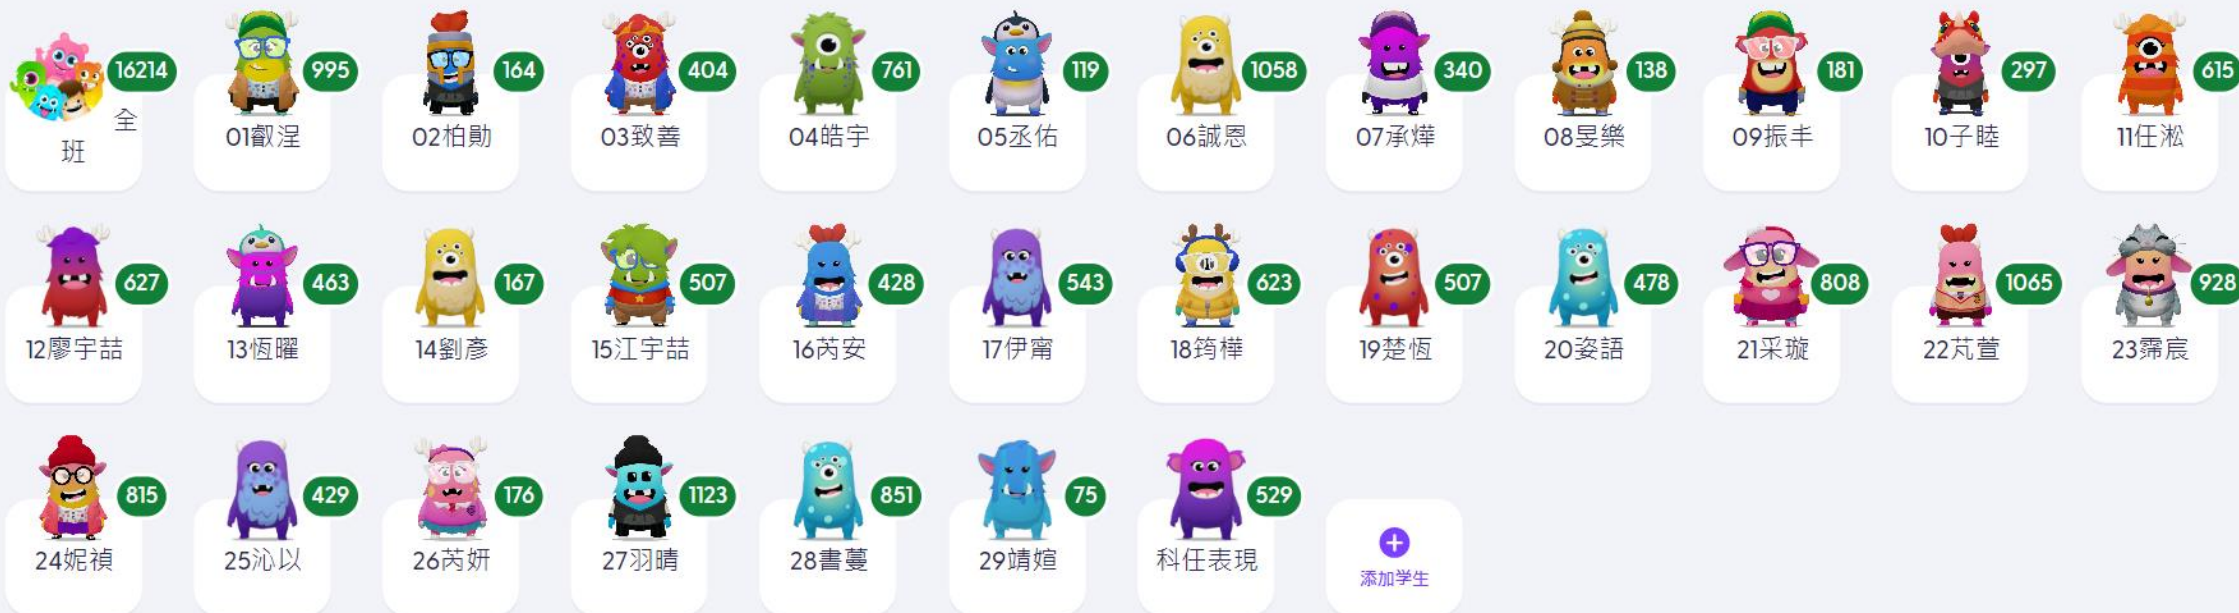 16214
全
班
995
01叡浧
164
02柏勛
404
03致善
761
04皓宇
119
05丞佑
1058
06誠恩
340
07承燁
138
08旻樂
181
09振丰
297
10子睦
615
11任淞
627
12廖宇喆
463
13恆曜
167
14劉彥
507
15江宇喆
428
16芮安
543
17伊甯
623
18筠樺
507
19楚恆
478
20姿語
808
21采璇
1065
22芃萱
928
23霈宸
815
24妮禎
429
25沁以
176
26芮妍
1123
27羽晴
851
28書蔓
75
29靖媗
529
科任表現
添加学生